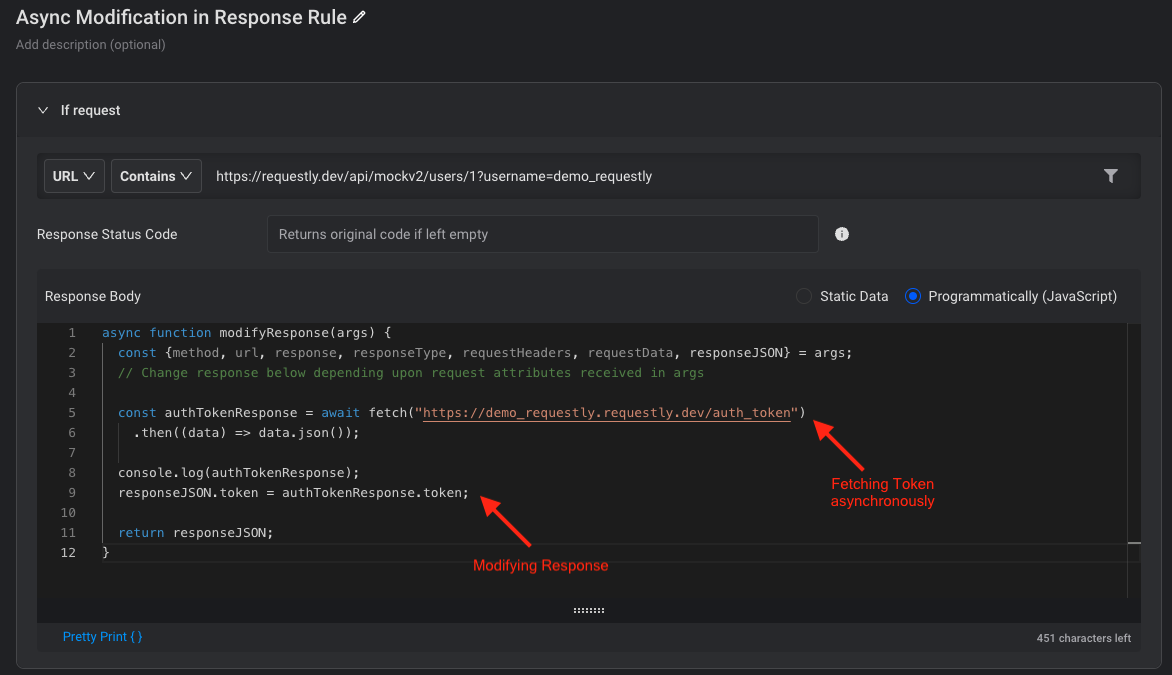 Async Modification in Response Rule
Add description (optional)
If request
URL Contains https://requestly.dev/api/mockv2/users/1?username=demo_requestly
Response Status Code Returns original code if left empty
Response Body Static Data Programmatically (JavaScript)
1 async function modifyResponse(args) {
2 const {method, url, response, responseType, requestHeaders, requestData, responseJSON} = args;
3 // Change response below depending upon request attributes received in args
4
5 const authTokenResponse = await fetch("https://demo_requestly.requestly.dev/auth_token")
6 .then((data) => data.json());
7
8 console.log(authTokenResponse);
Fetching Token
asynchronously
9 responseJSON.token = authTokenResponse.token;
10
11 return responseJSON;
12 }
Modifying Response
Pretty Print { } 451 characters left